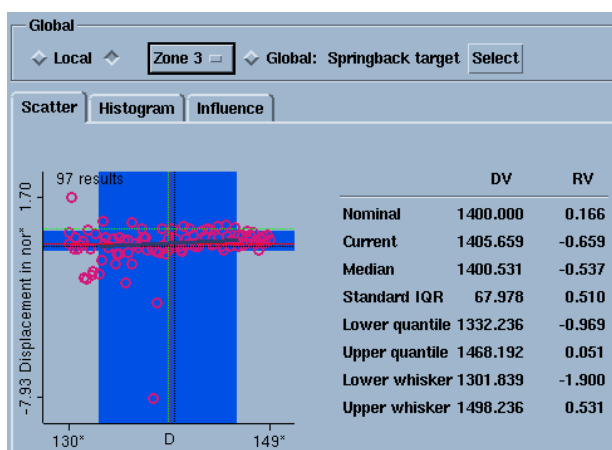 Global
Local Zone 3 Global: Springback target Select
Scatter Histogram Influence
97 results
1.70
Displacement in nor*
-7.93
130* D 149*
DV RV
Nominal 1400.000 0.166
Current 1405.659 -0.659
Median 1400.531 -0.537
Standard IQR 67.978 0.510
Lower quantile 1332.236 -0.969
Upper quantile 1468.192 0.051
Lower whisker 1301.839 -1.900
Upper whisker 1498.236 0.531